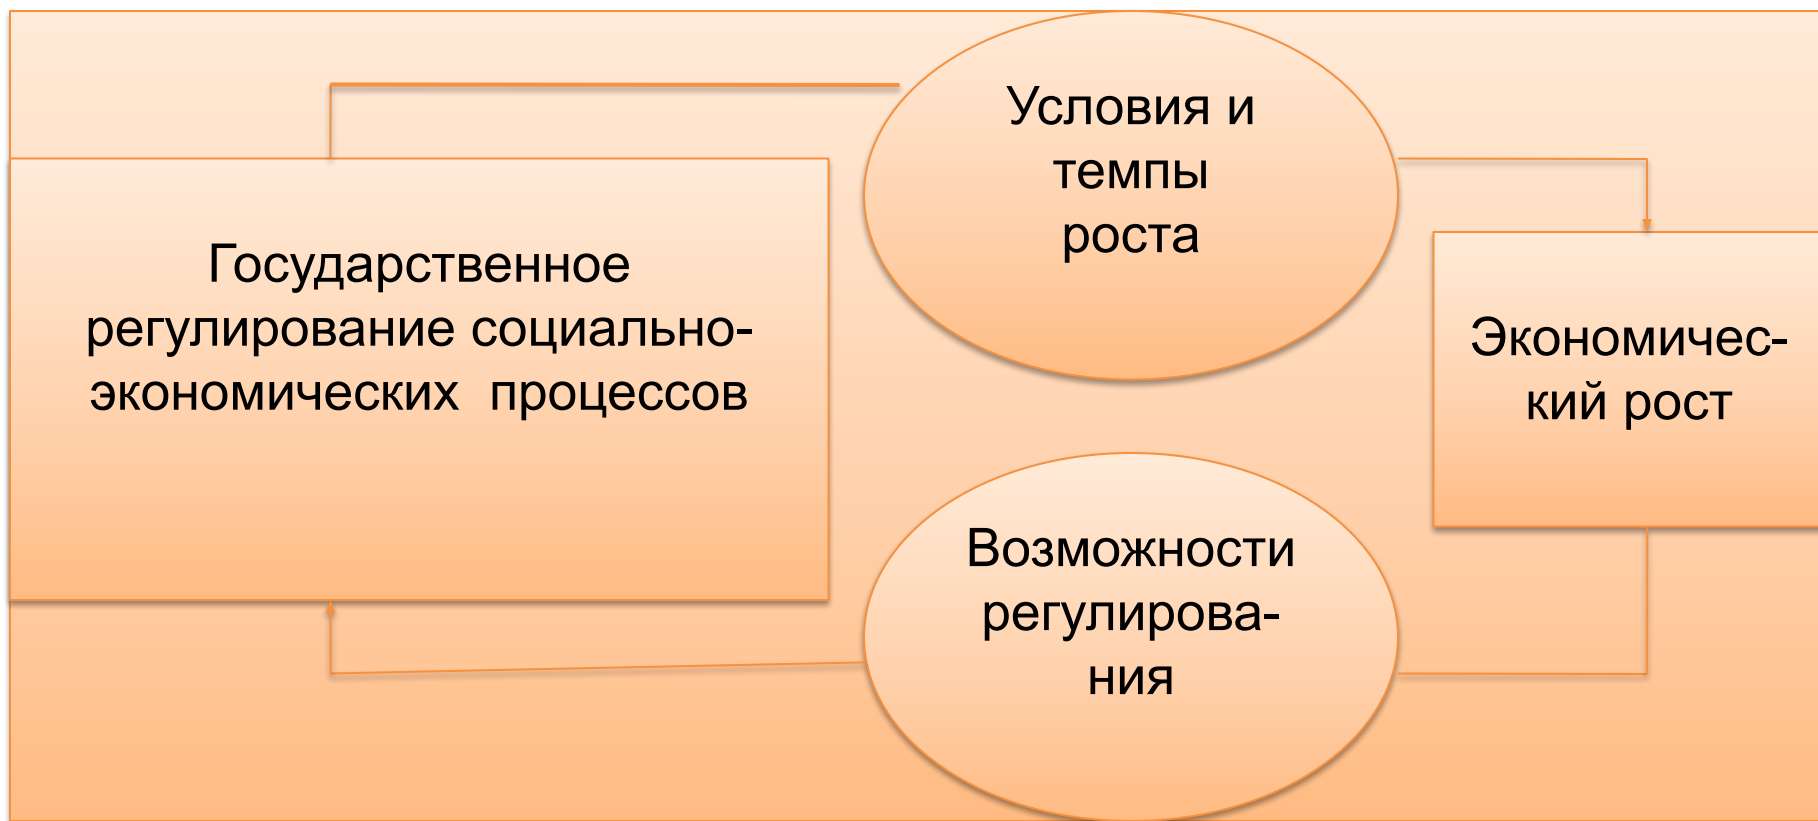 Условия и
темпы
роста
Государственное
регулирование социально-
экономических процессов
Экономичес-
кий рост
Возможности
регулирова-
ния